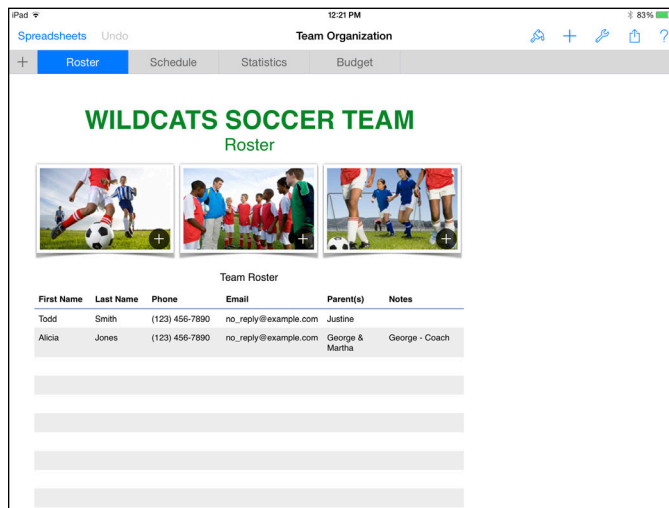 iPad 12:21 PM 83%
Spreadsheets Undo Team Organization
Roster Schedule Statistics Budget
WILDCATS SOCCER TEAM
Roster
Team Roster
First Name Last Name Phone Email Parent(s) Notes
Todd Smith (123) 456-7890 no_reply@example.com Justine
Alicia Jones (123) 456-7890 no_reply@example.com George & George - Coach
Martha